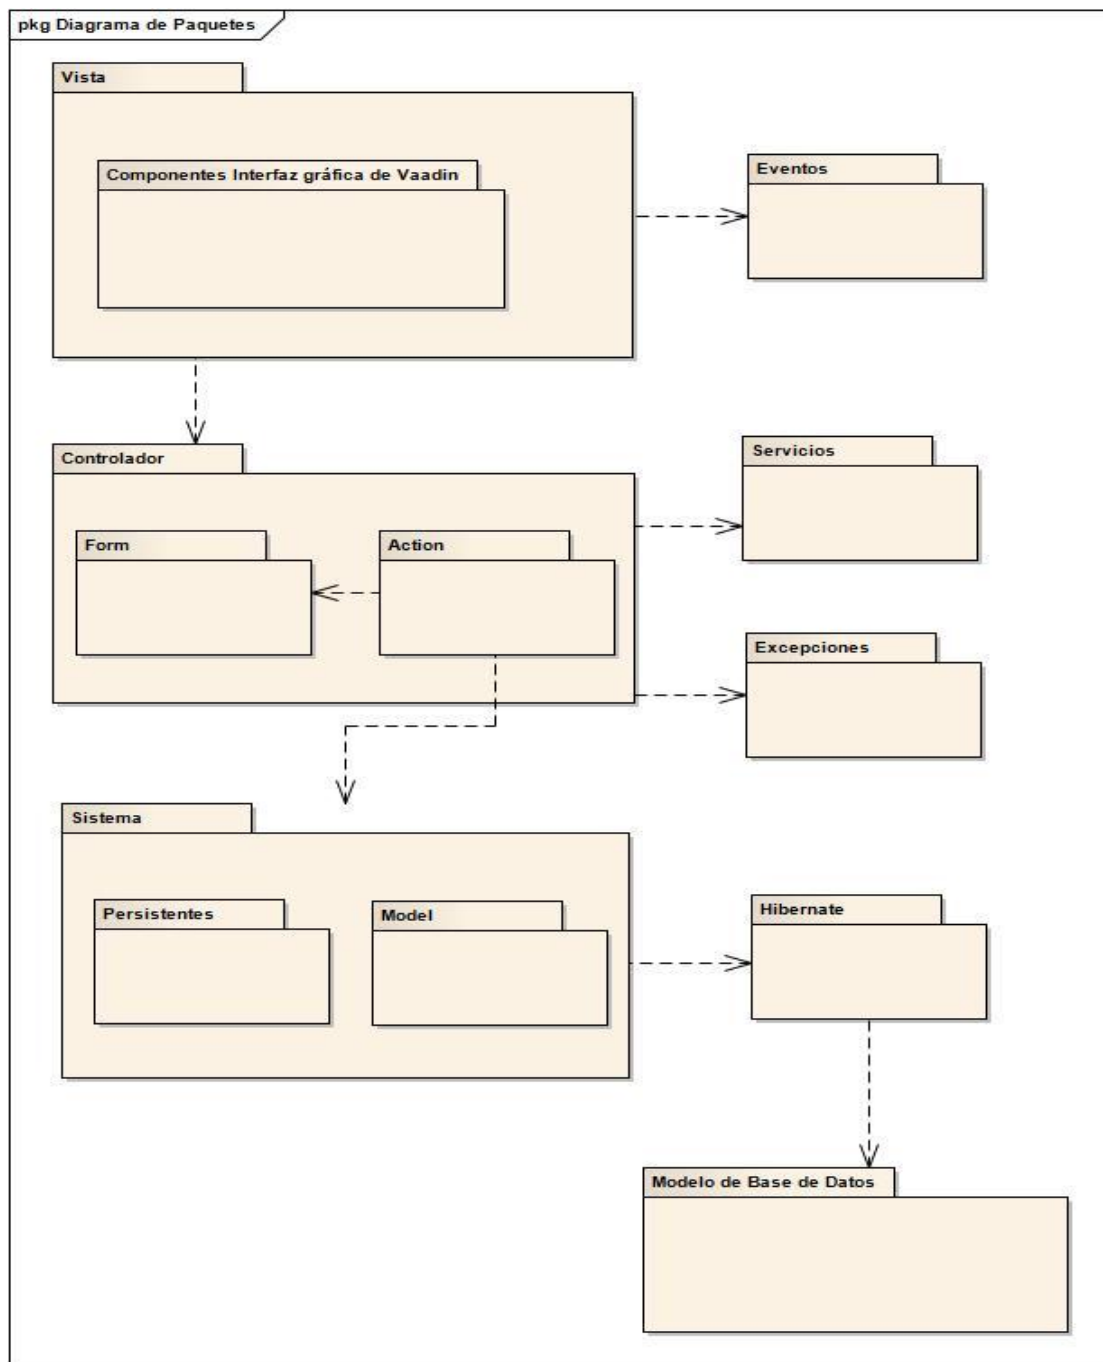 pkg Diagrama de Paquetes
Vista
Componentes Interfaz gráfica de Vaadin
Eventos
Controlador
Servicios
Form
Action
Excepciones
Sistema
Persistentes
Model
Hibernate
Modelo de Base de Datos